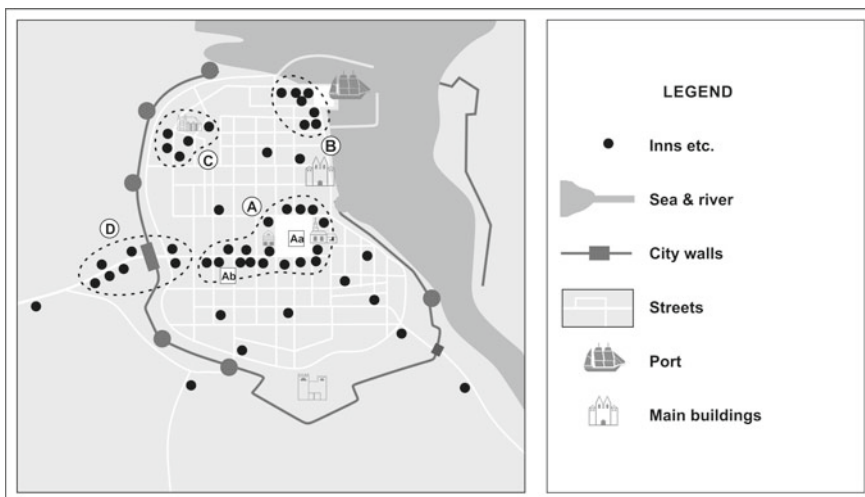 B
C
A
Aa
D
Ab
LEGEND
Inns etc.
Sea & river
City walls
Streets
Port
Main buildings